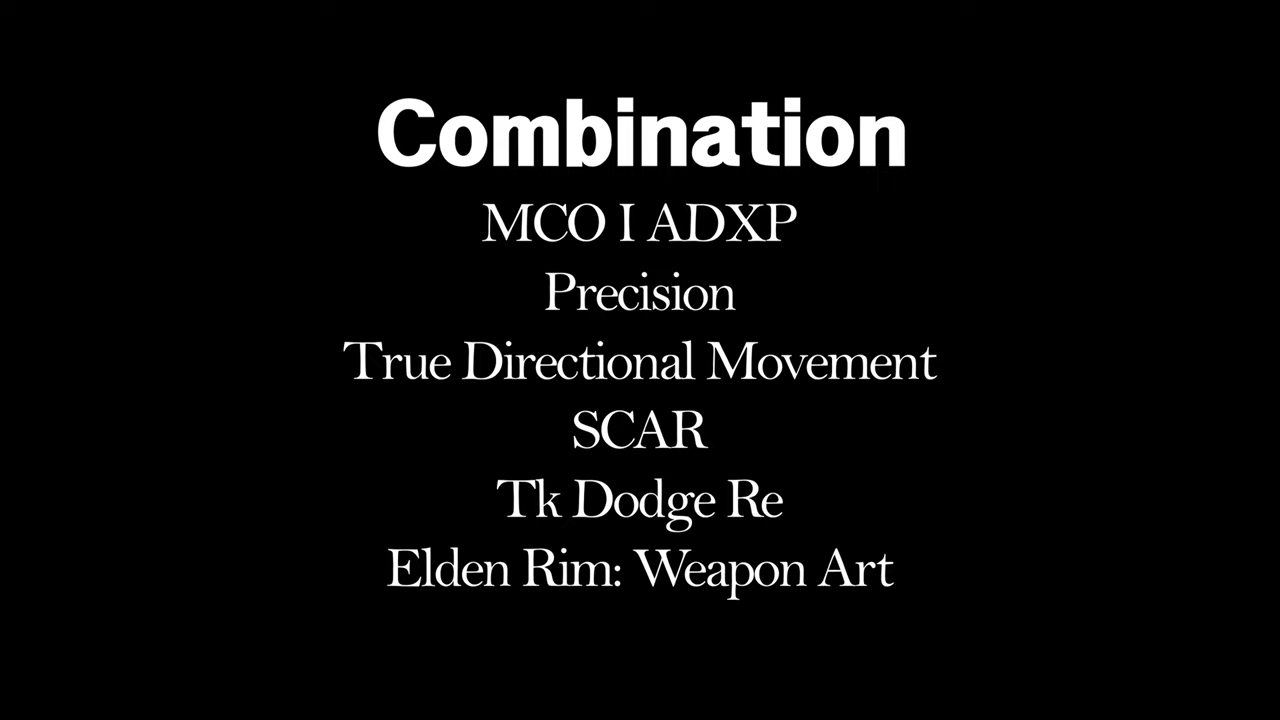 Combination
MCO I ADXP
Precision
True Directional Movement
SCAR
Tk Dodge Re
Elden Rim: Weapon Art